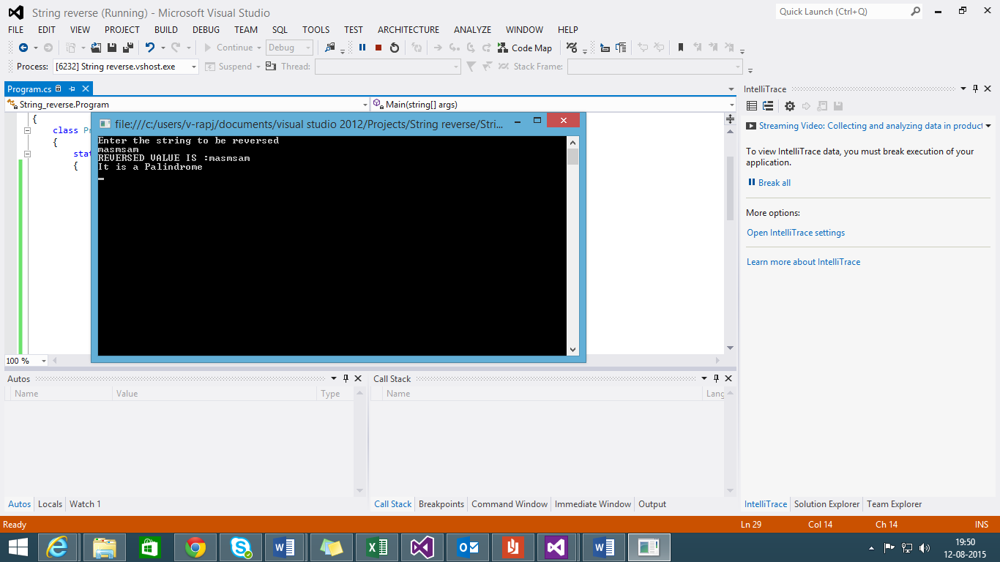 String reverse (Running) - Microsoft Visual Studio
Quick Launch (Ctrl+Q)
FILE EDIT VIEW PROJECT BUILD DEBUG TEAM SQL TOOLS TEST ARCHITECTURE ANALYZE WINDOW HELP
Continue Debug Code Map
Process: [6232] String reverse.vshost.exe Suspend Thread: Stack Frame:
Program.cs
String_reverse.Program Main(string[] args)
{
class Pr
{
stat
{
file:///c:/users/v-rapj/documents/visual studio 2012/Projects/String reverse/Stri...
Enter the string to be reversed
masmsam
REVERSED VALUE IS :masmsam
It is a Palindrome
100 %
IntelliTrace
Streaming Video: Collecting and analyzing data in product
To view IntelliTrace data, you must break execution of your
application.
Break all
More options:
Open IntelliTrace settings
Learn more about IntelliTrace
Autos
Name Value Type
Autos Locals Watch 1
Call Stack
Name Lang
Call Stack Breakpoints Command Window Immediate Window Output
IntelliTrace Solution Explorer Team Explorer
Ready Ln 29 Col 14 Ch 14 INS
19:50
12-08-2015